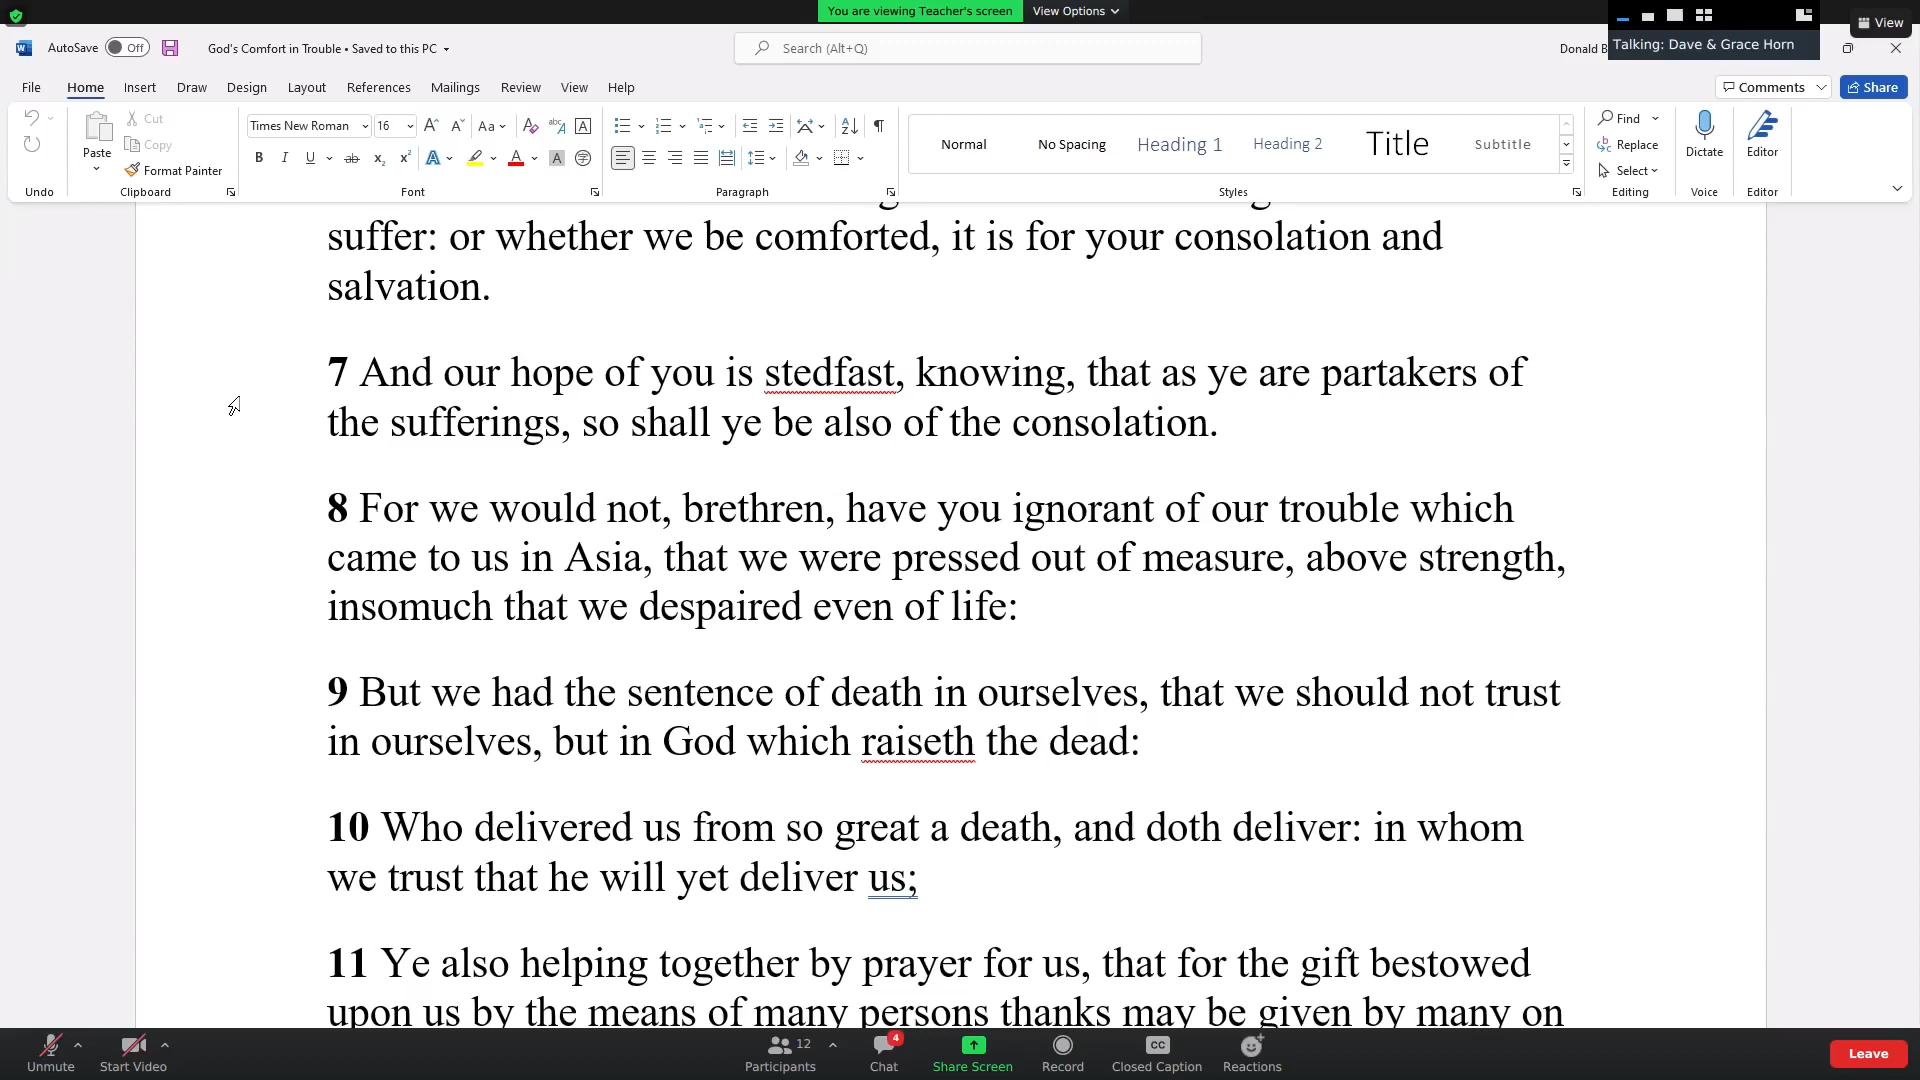 You are viewing Teacher's screen View Options
View
Talking: Dave & Grace Horn
AutoSave Off God's Comfort in Trouble • Saved to this PC Search (Alt+Q) Donald B
File Home Insert Draw Design Layout References Mailings Review View Help Comments Share
Cut
Copy
Format Painter
Paste
Undo Clipboard
Times New Roman 16
Font
Paragraph
Normal No Spacing Heading 1 Heading 2 Title Subtitle
Styles
Find
Replace
Select
Editing
Dictate
Voice
Editor
Editor
suffer: or whether we be comforted, it is for your consolation and
salvation.
7 And our hope of you is stedfast, knowing, that as ye are partakers of
the sufferings, so shall ye be also of the consolation.
8 For we would not, brethren, have you ignorant of our trouble which
came to us in Asia, that we were pressed out of measure, above strength,
insomuch that we despaired even of life:
9 But we had the sentence of death in ourselves, that we should not trust
in ourselves, but in God which raiseth the dead:
10 Who delivered us from so great a death, and doth deliver: in whom
we trust that he will yet deliver us;
11 Ye also helping together by prayer for us, that for the gift bestowed
upon us by the means of many persons thanks may be given by many on
Unmute Start Video Participants 12 Chat 4 Share Screen Record CC Closed Caption Reactions Leave